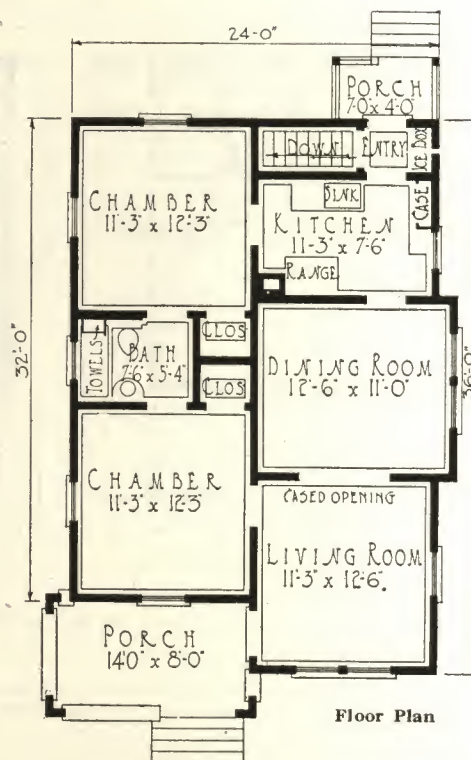 24'-0"
PORCH
7'-0" x 4'-0"
DOWN
ENTRY
ICE BOX
CHAMBER
11'-3" x 12'-3"
SINK
CASE
KITCHEN
11'-3" x 7'-6"
RANGE
32'-0"
CLOS
TOWELS
BATH
7'-6" x 5'-4"
CLOS
DINING ROOM
12'-6" x 11'-0"
36'-0"
CHAMBER
11'-3" x 12'3"
CASED OPENING
LIVING ROOM
11'-3" x 12'-6".
PORCH
14'0" x 8'-0"
Floor Plan